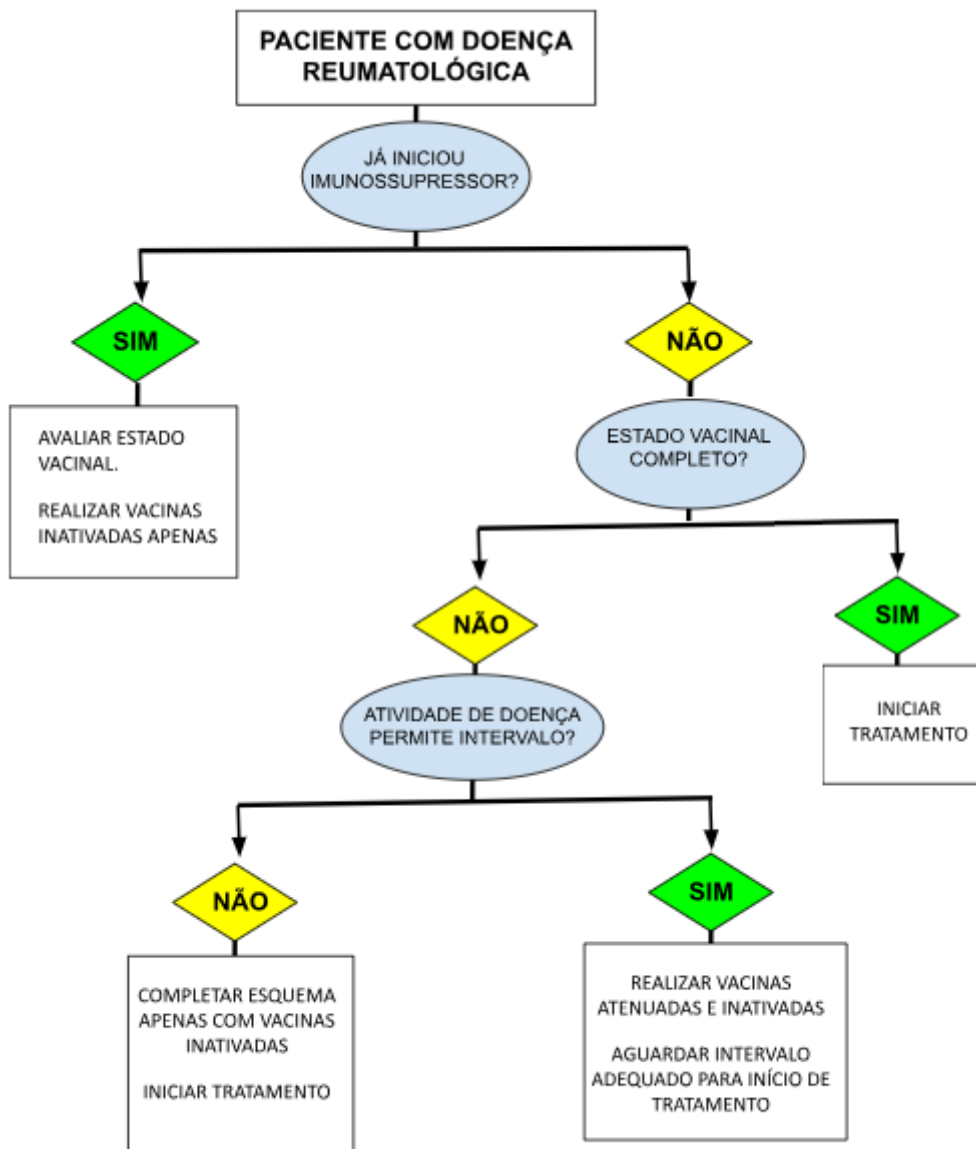 PACIENTE COM DOENÇA
REUMATOLÓGICA
JÁ INICIOU
IMUNOSSUPRESSOR?
SIM
NÃO
AVALIAR ESTADO
VACINAL.
REALIZAR VACINAS
INATIVADAS APENAS
ESTADO VACINAL
COMPLETO?
NÃO
SIM
ATIVIDADE DE DOENÇA
PERMITE INTERVALO?
INICIAR
TRATAMENTO
NÃO
SIM
COMPLETAR ESQUEMA
APENAS COM VACINAS
INATIVADAS
INICIAR TRATAMENTO
REALIZAR VACINAS
ATENUADAS E INATIVADAS
AGUARDAR INTERVALO
ADEQUADO PARA INÍCIO DE
TRATAMENTO